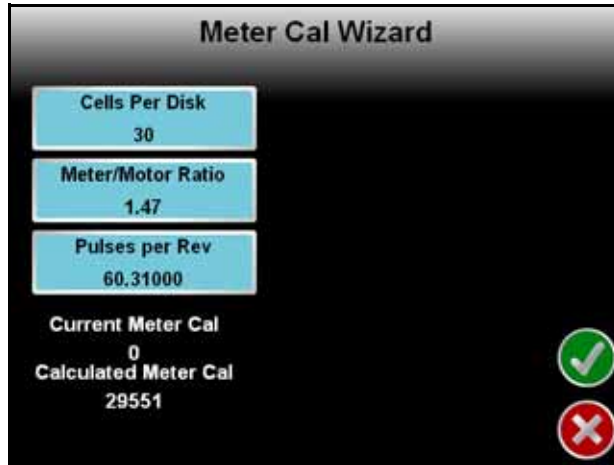 Meter Cal Wizard
Cells Per Disk
30
Meter/Motor Ratio
1.47
Pulses per Rev
60.31000
Current Meter Cal
0
Calculated Meter Cal
29551